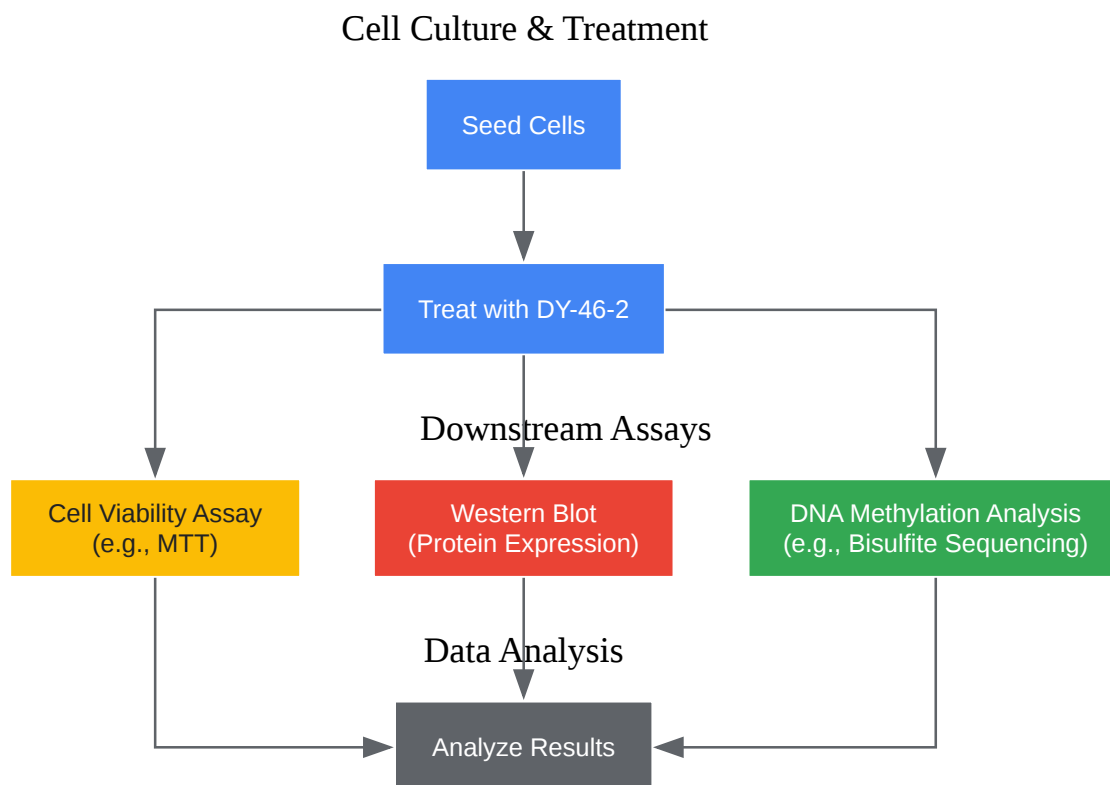 Cell Culture & Treatment
Seed Cells
Treat with DY-46-2
Downstream Assays
Cell Viability Assay
(e.g., MTT)
Western Blot
(Protein Expression)
DNA Methylation Analysis
(e.g., Bisulfite Sequencing)
Data Analysis
Analyze Results